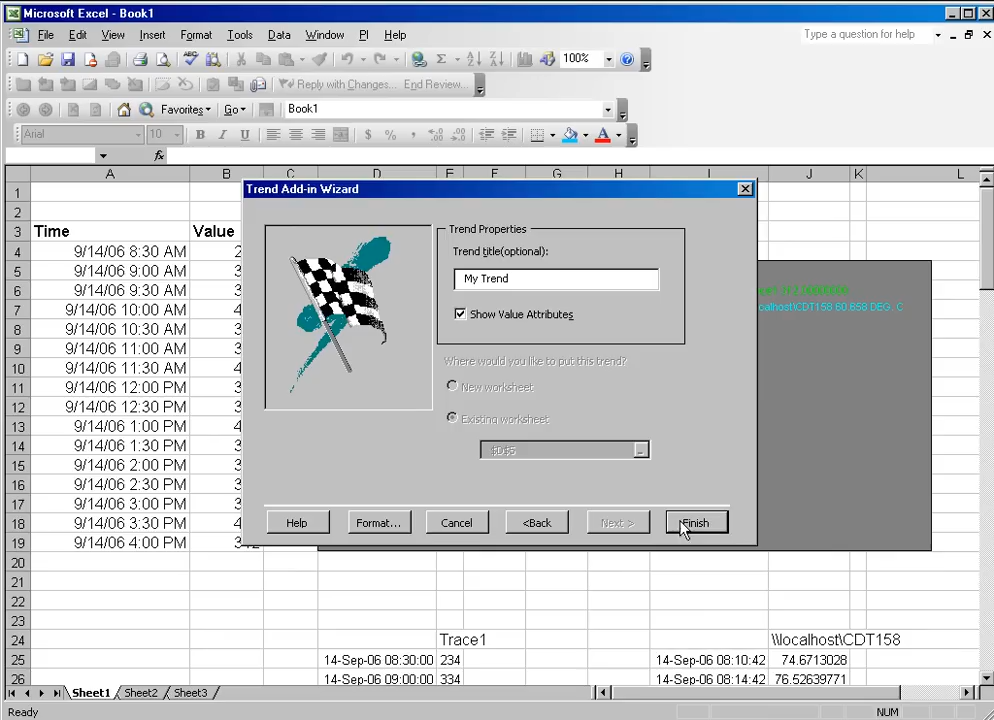 Microsoft Excel - Book1
File Edit View Insert Format Tools Data Window PI Help
Type a question for help
100%
Reply with Changes... End Review...
Favorites Go Book1
Arial 10 B I U $ % ,
fx
A B C D E F G H I J K L
1
2
3 Time Value
4 9/14/06 8:30 AM
5 9/14/06 9:00 AM
6 9/14/06 9:30 AM
7 9/14/06 10:00 AM
8 9/14/06 10:30 AM
9 9/14/06 11:00 AM
10 9/14/06 11:30 AM
11 9/14/06 12:00 PM
12 9/14/06 12:30 PM
13 9/14/06 1:00 PM
14 9/14/06 1:30 PM
15 9/14/06 2:00 PM
16 9/14/06 2:30 PM
17 9/14/06 3:00 PM
18 9/14/06 3:30 PM
19 9/14/06 4:00 PM
20
21
22
23
24 Trace1 \\localhost\CDT158
25 14-Sep-06 08:30:00 234 14-Sep-06 08:10:42 74.6713028
26 14-Sep-06 09:00:00 334 14-Sep-06 08:14:42 76.52639771
Trend Add-in Wizard
Trend Properties
Trend title(optional):
My Trend
Show Value Attributes
Where would you like to put this trend?
New worksheet
Existing worksheet
$D$5
Help Format... Cancel <Back Next > Finish
calhost\CDT158 60.658 DEG. C
Sheet1 Sheet2 Sheet3
Ready NUM